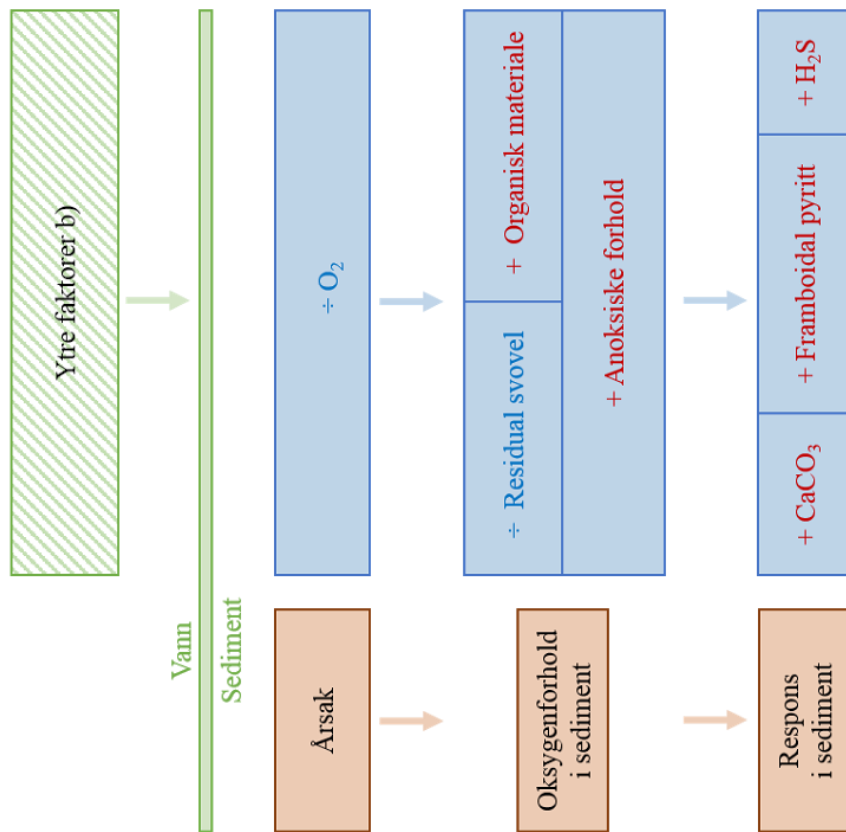 Ytre faktorer b)
Vann
Sediment
Årsak
÷ O₂
Oksygenforhold
i sediment
÷ Residual svovel
+ Organisk materiale
+ Anoksiske forhold
Respons
i sediment
+ CaCO₃
+ Framboidal pyritt
+ H₂S